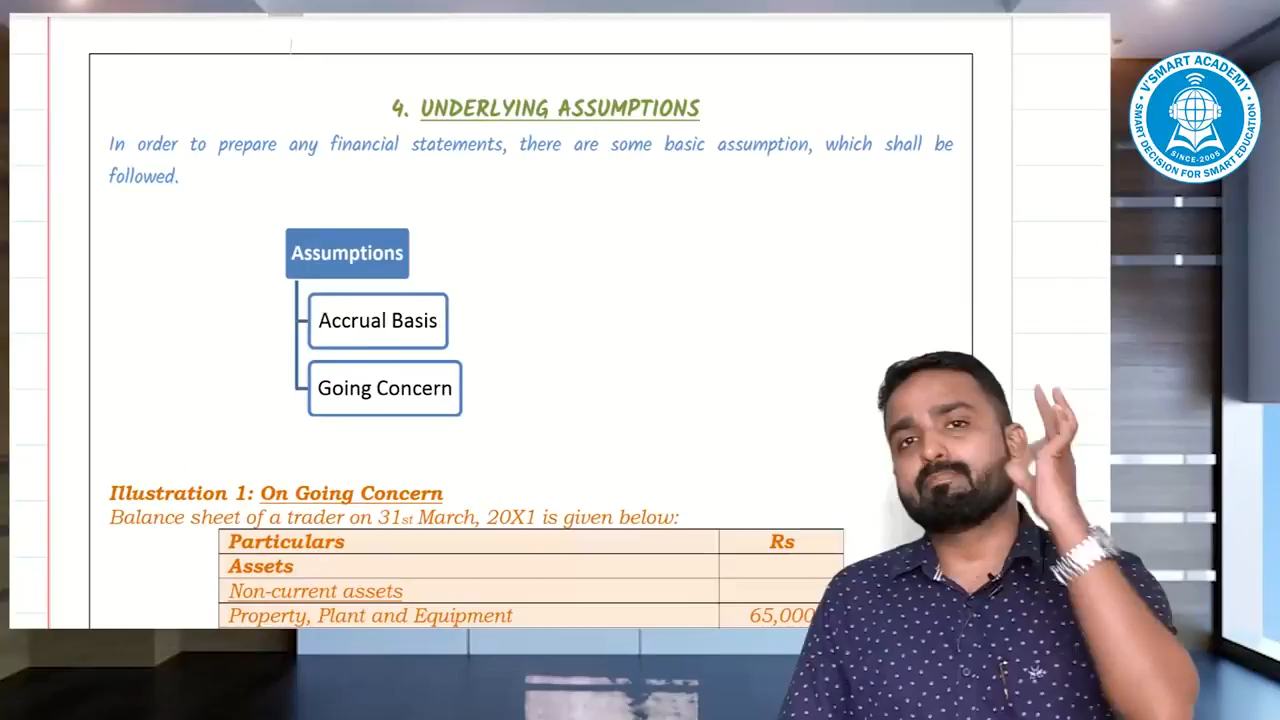 4. UNDERLYING ASSUMPTIONS
In order to prepare any financial statements, there are some basic assumption, which shall be
followed.
Assumptions
Accrual Basis
Going Concern
Illustration 1: On Going Concern
Balance sheet of a trader on 31st March, 20X1 is given below:
Particulars Rs
Assets
Non-current assets
Property, Plant and Equipment 65,000
V'SMART ACADEMY
SINCE-2006
SMART DECISION FOR SMART EDUCATION